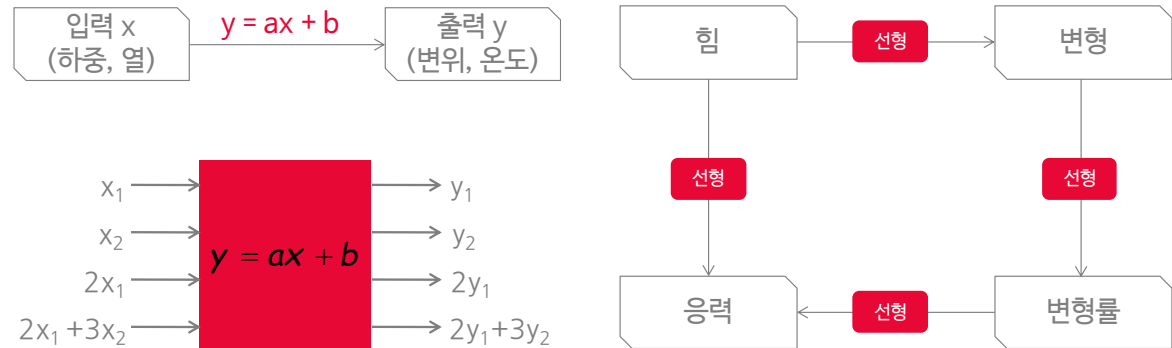 입력 x
(하중, 열)
y = ax + b
출력 y
(변위, 온도)
x₁
y₁
x₂
y₂
y = ax + b
2x₁
2y₁
2x₁ +3x₂
2y₁+3y₂
힘
선형
변형
선형
선형
응력
선형
변형률